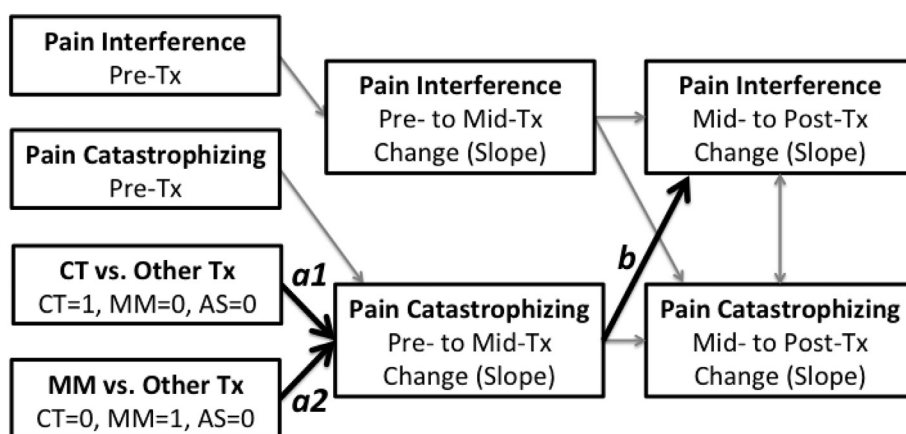 Pain Interference
Pre-Tx
Pain Catastrophizing
Pre-Tx
CT vs. Other Tx
CT=1, MM=0, AS=0
MM vs. Other Tx
CT=0, MM=1, AS=0
a1
a2
Pain Interference
Pre- to Mid-Tx
Change (Slope)
Pain Catastrophizing
Pre- to Mid-Tx
Change (Slope)
b
Pain Interference
Mid- to Post-Tx
Change (Slope)
Pain Catastrophizing
Mid- to Post-Tx
Change (Slope)